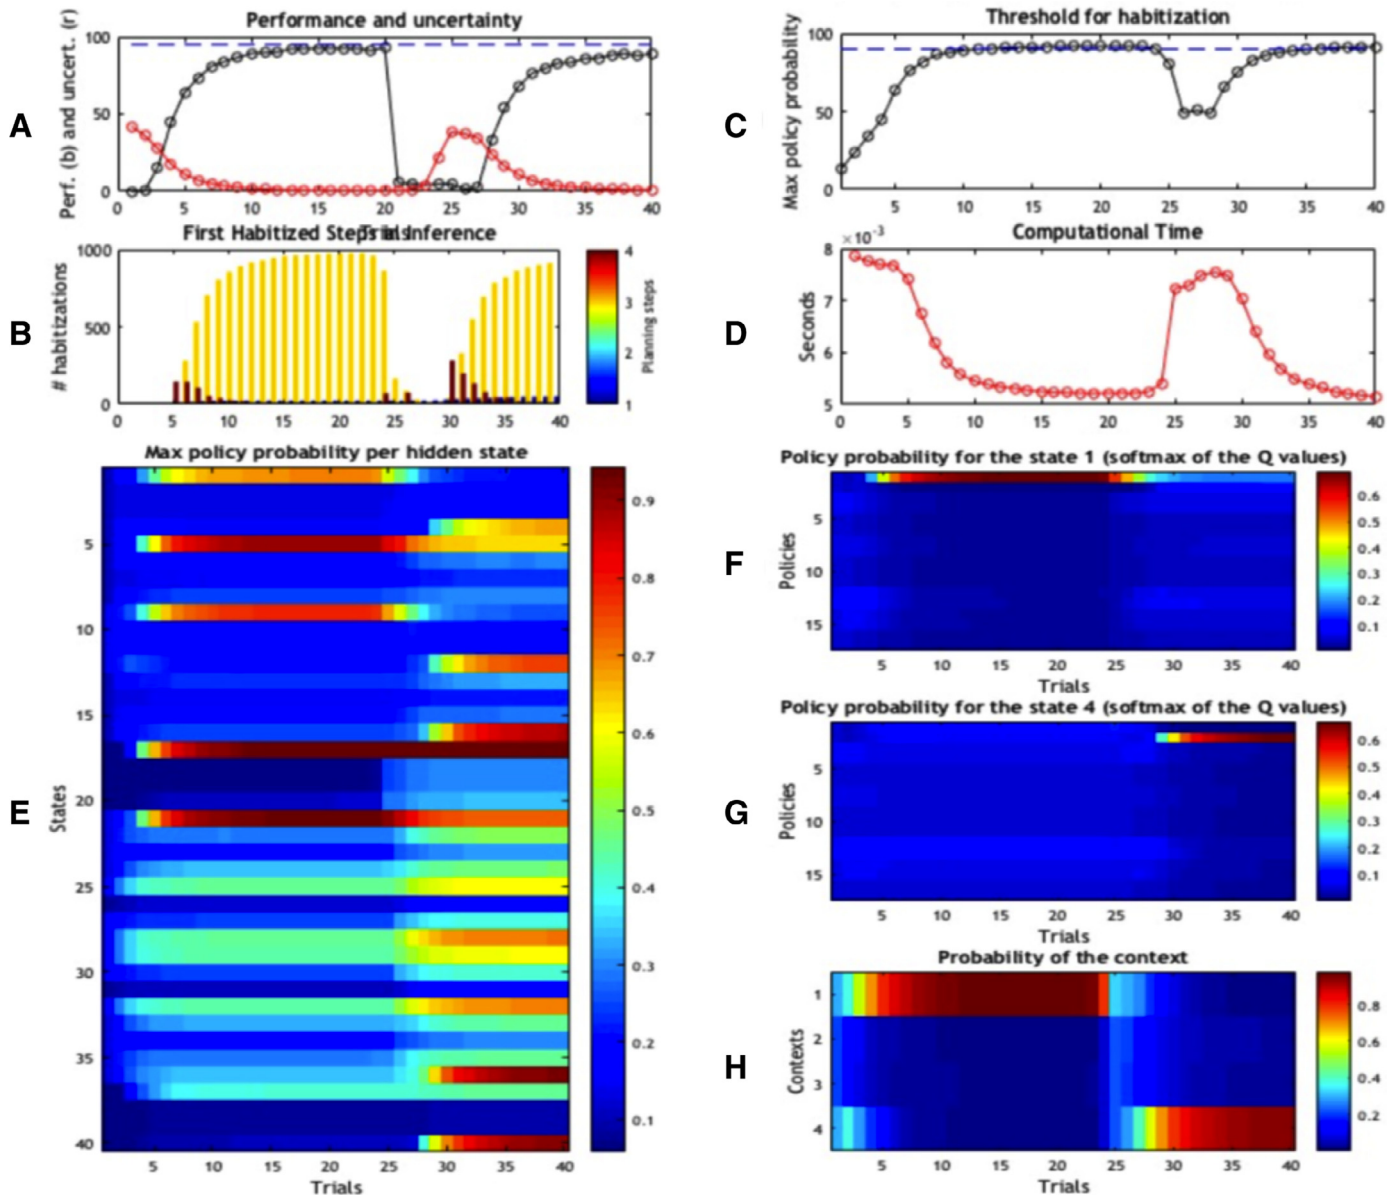 A
Performance and uncertainty
Perf. (b) and uncert. (r)
100
50
0
0 5 10 15 20 25 30 35 40
B
First Habitized Steps in Inference
Trials
# habitizations
1000
500
0
0 5 10 15 20 25 30 35 40
4
3
2
1
Planning steps
C
Threshold for habitization
Max policy probability
100
50
0
5 10 15 20 25 30 35 40
D
×10⁻³
Computational Time
Seconds
8
7
6
5
0 5 10 15 20 25 30 35 40
E
Max policy probability per hidden state
States
5
10
15
20
25
30
35
40
5 10 15 20 25 30 35 40
Trials
0.9
0.8
0.7
0.6
0.5
0.4
0.3
0.2
0.1
F
Policy probability for the state 1 (softmax of the Q values)
Policies
5
10
15
5 10 15 20 25 30 35 40
Trials
0.6
0.5
0.4
0.3
0.2
0.1
G
Policy probability for the state 4 (softmax of the Q values)
Policies
5
10
15
5 10 15 20 25 30 35 40
Trials
0.6
0.5
0.4
0.3
0.2
0.1
H
Probability of the context
Contexts
1
2
3
4
5 10 15 20 25 30 35 40
Trials
0.8
0.6
0.4
0.2